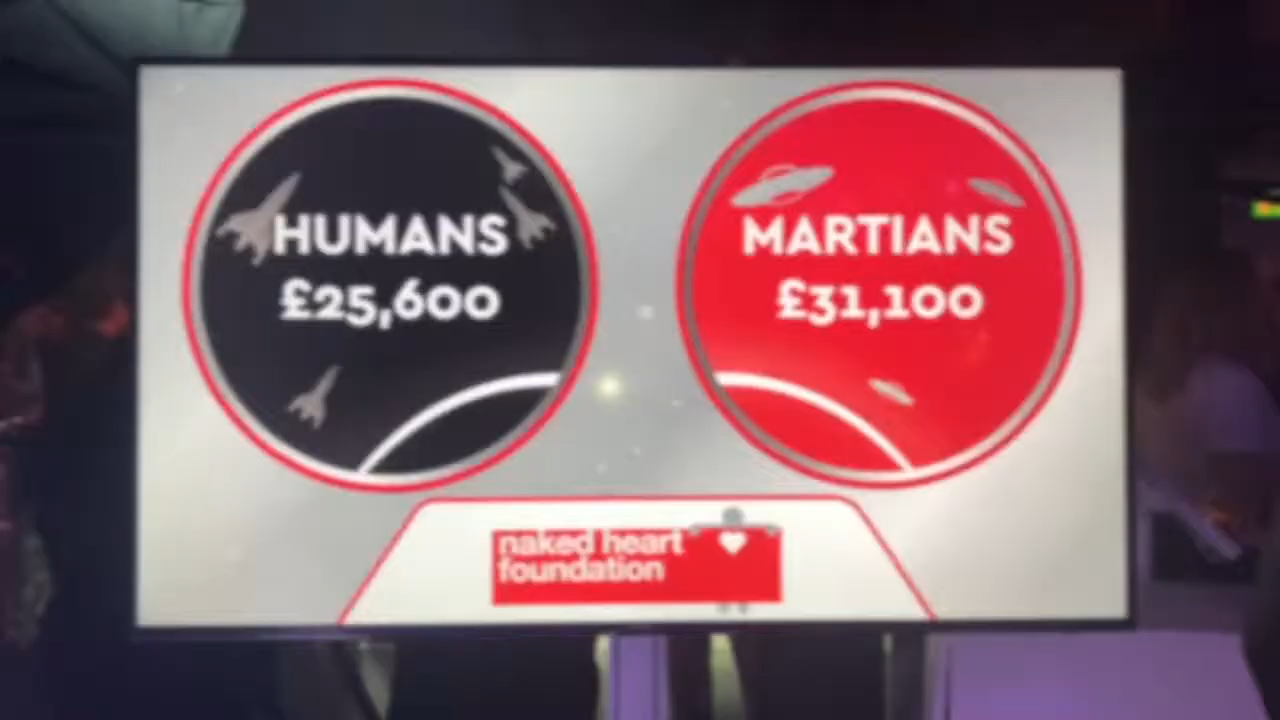 HUMANS
£25,600
MARTIANS
£31,100
naked heart
foundation